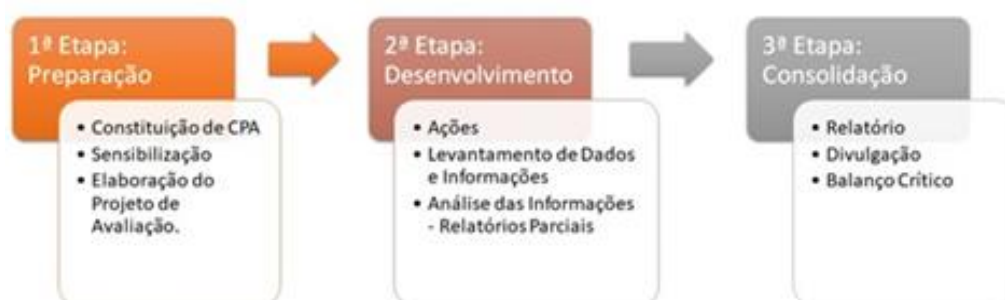 1ª Etapa:
Preparação
• Constituição de CPA
• Sensibilização
• Elaboração do
Projeto de
Avaliação.
2ª Etapa:
Desenvolvimento
• Ações
• Levantamento de Dados
e Informações
• Análise das Informações
- Relatórios Parciais
3ª Etapa:
Consolidação
• Relatório
• Divulgação
• Balanço Crítico